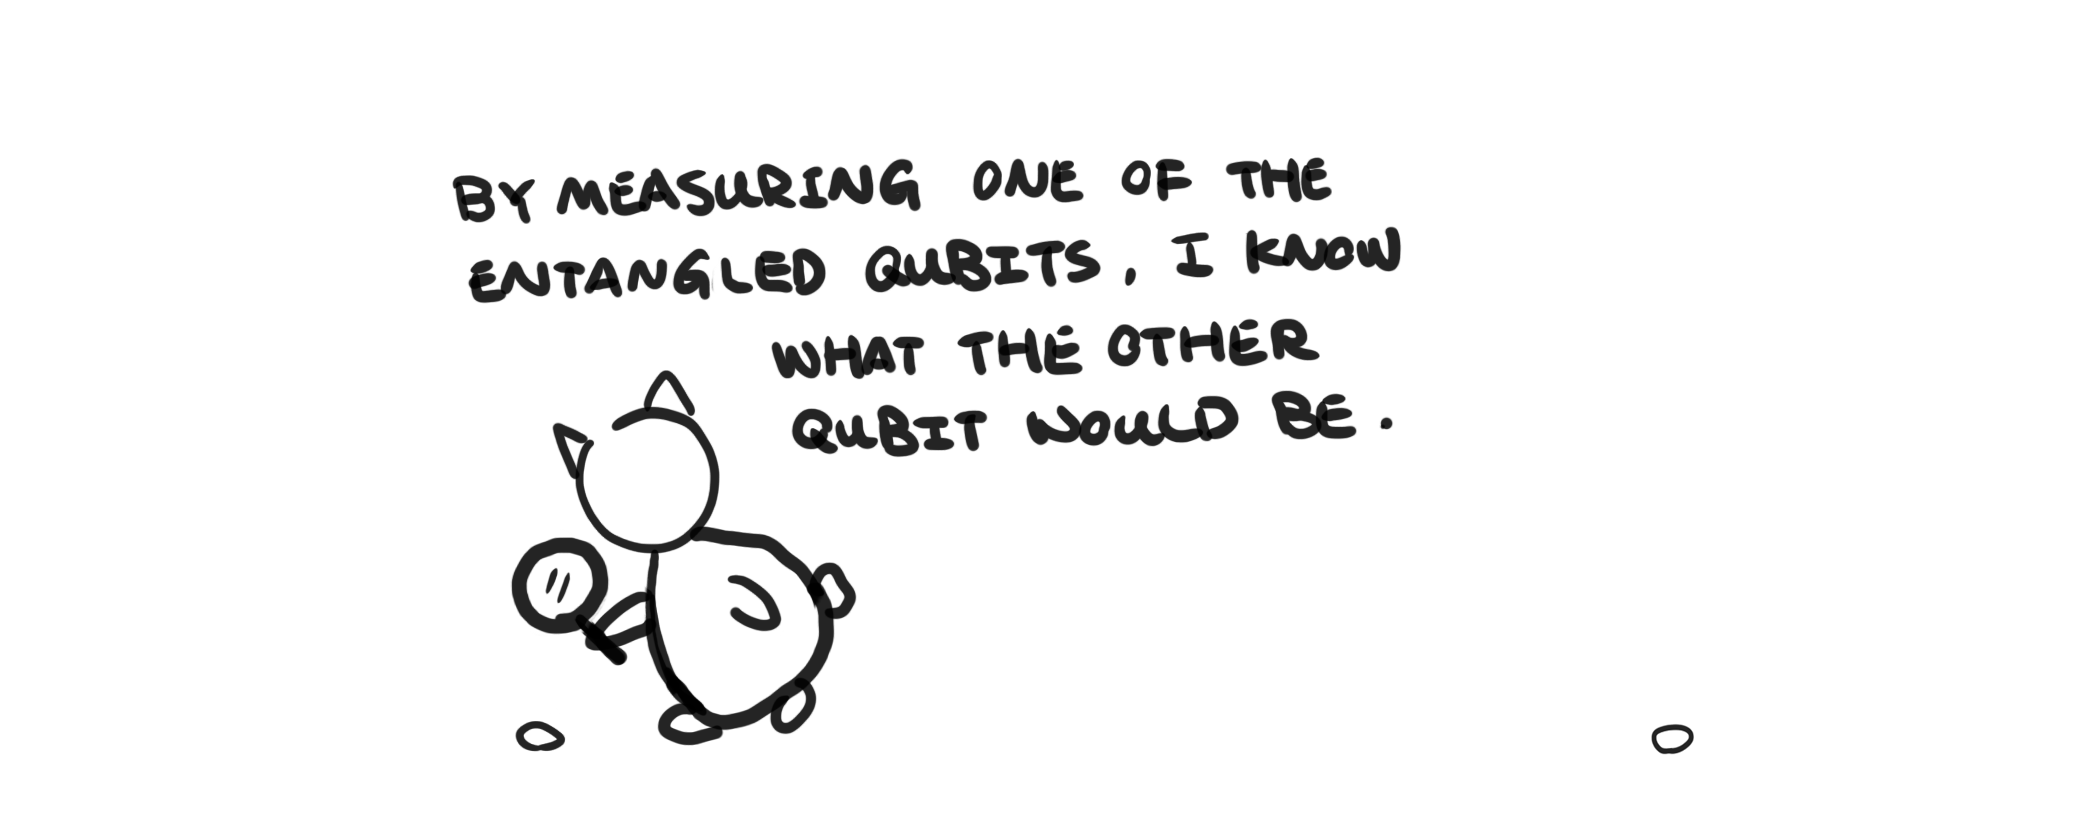 BY MEASURING ONE OF THE
ENTANGLED QUBITS, I KNOW
WHAT THE OTHER
QUBIT WOULD BE.